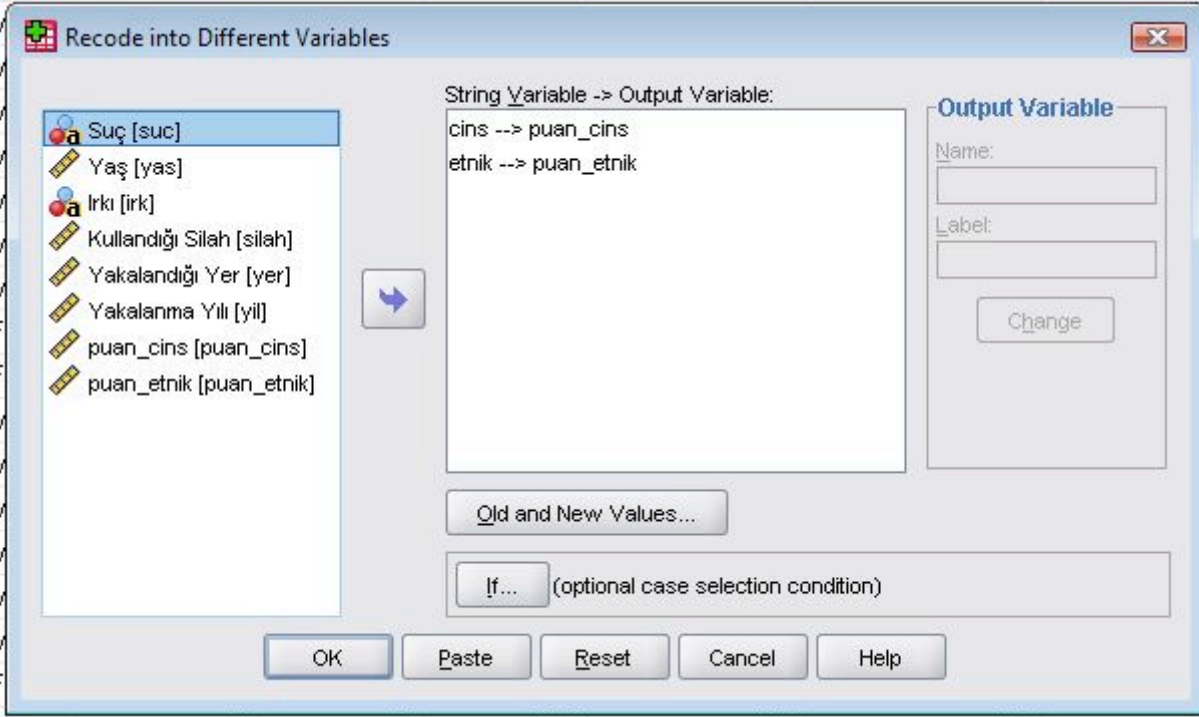 Recode into Different Variables
Suç [suc]
Yaş [yas]
Irkı [irk]
Kullandığı Silah [silah]
Yakalandığı Yer [yer]
Yakalanma Yılı [yil]
puan_cins [puan_cins]
puan_etnik [puan_etnik]
String Variable -> Output Variable:
cins --> puan_cins
etnik --> puan_etnik
Output Variable
Name:
Label:
Change
Old and New Values...
If... (optional case selection condition)
OK Paste Reset Cancel Help